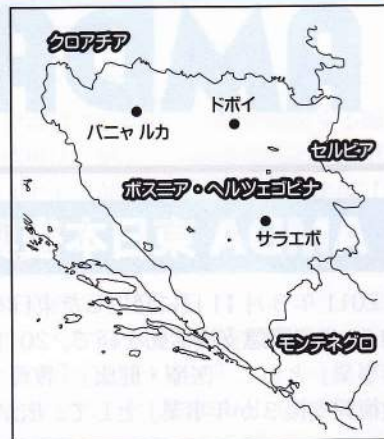 クロアチア
ドボイ
バニャ ルカ
セルビア
ボスニア・ヘルツェゴビナ
サラエボ
モンテネグロ